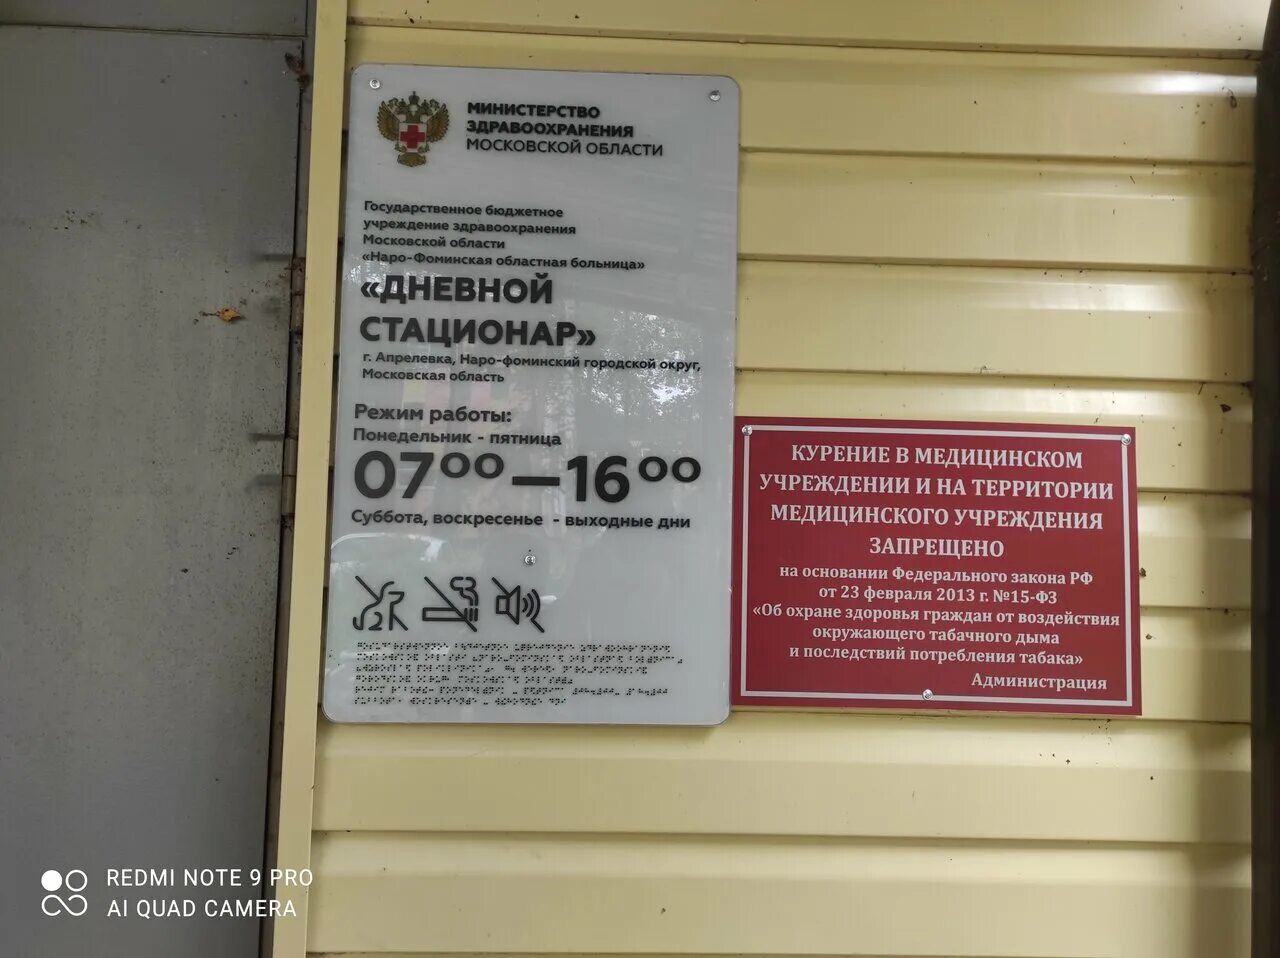 МИНИСТЕРСТВО
ЗДРАВООХРАНЕНИЯ
МОСКОВСКОЙ ОБЛАСТИ
Государственное бюджетное
учреждение здравоохранения
Московской области
«Наро-Фоминская областная больница»
«ДНЕВНОЙ
СТАЦИОНАР»
г. Апрелевка, Наро-фоминский городской округ,
Московская область
Режим работы:
Понедельник - пятница
07⁰⁰—16⁰⁰
Суббота, воскресенье - выходные дни
КУРЕНИЕ В МЕДИЦИНСКОМ
УЧРЕЖДЕНИИ И НА ТЕРРИТОРИИ
МЕДИЦИНСКОГО УЧРЕЖДЕНИЯ
ЗАПРЕЩЕНО
на основании Федерального закона РФ
от 23 февраля 2013 г. №15-ФЗ
«Об охране здоровья граждан от воздействия
окружающего табачного дыма
и последствий потребления табака»
Администрация
REDMI NOTE 9 PRO
AI QUAD CAMERA